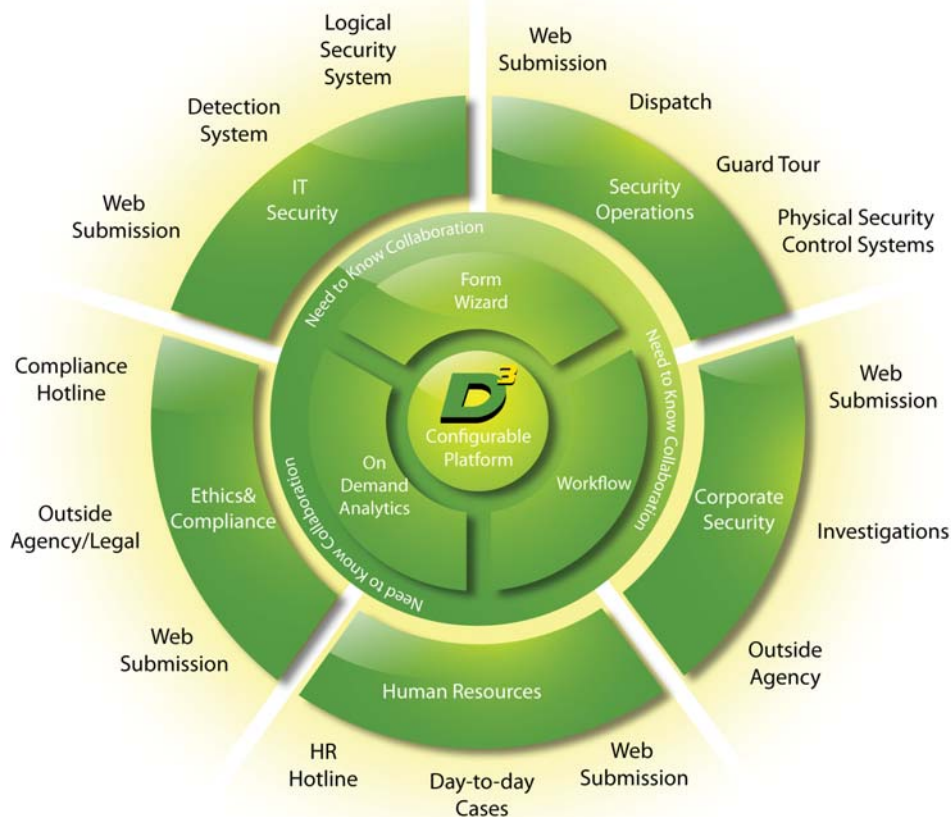 Logical
Security
System
Detection
System
Web
Submission
IT
Security
Web
Submission
Dispatch
Guard Tour
Physical Security
Control Systems
Security
Operations
Need to Know Collaboration
Form
Wizard
Need to Know Collaboration
D3
Configurable
Platform
On
Demand
Analytics
Workflow
Need to Know Collaboration
Compliance
Hotline
Ethics&
Compliance
Outside
Agency/Legal
Web
Submission
Web
Submission
Corporate
Security
Investigations
Outside
Agency
Human Resources
HR
Hotline
Day-to-day
Cases
Web
Submission